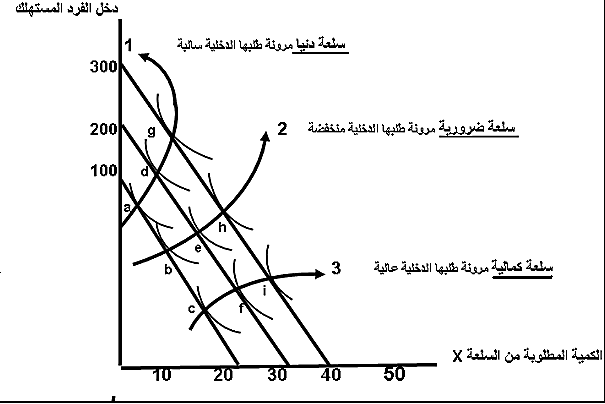 دخل الفرد المستهلك
1
سلعة دنيا مرونة طلبها الدخلية سالبة
300
200
2
سلعة ضرورية مرونة طلبها الدخلية منخفضة
g
100
d
a
h
e
b
3
سلعة كمالية مرونة طلبها الدخلية عالية
i
c
f
الكمية المطلوبة من السلعة X
10
20
30
40
50